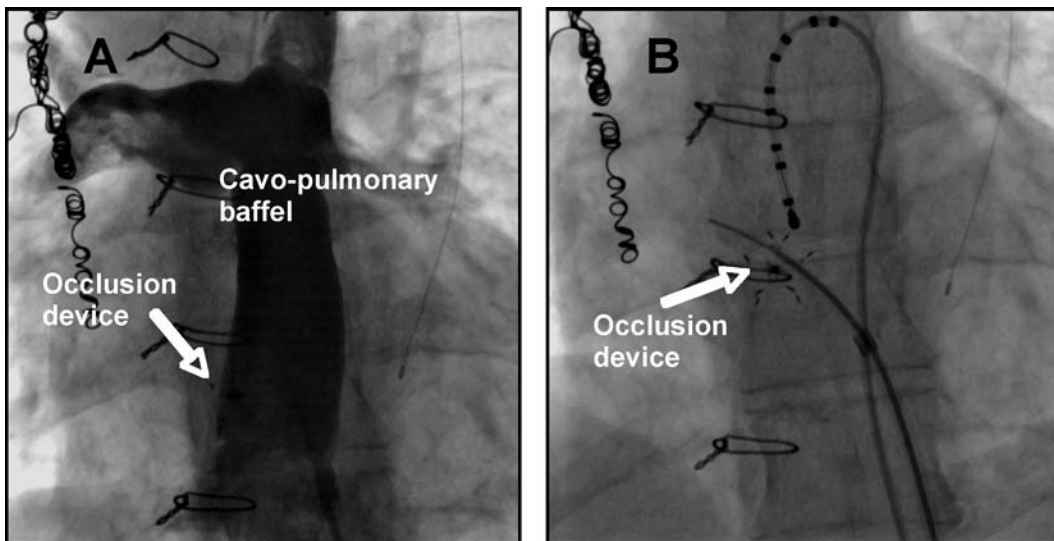 A
Cavo-pulmonary
baffel
Occlusion
device
B
Occlusion
device